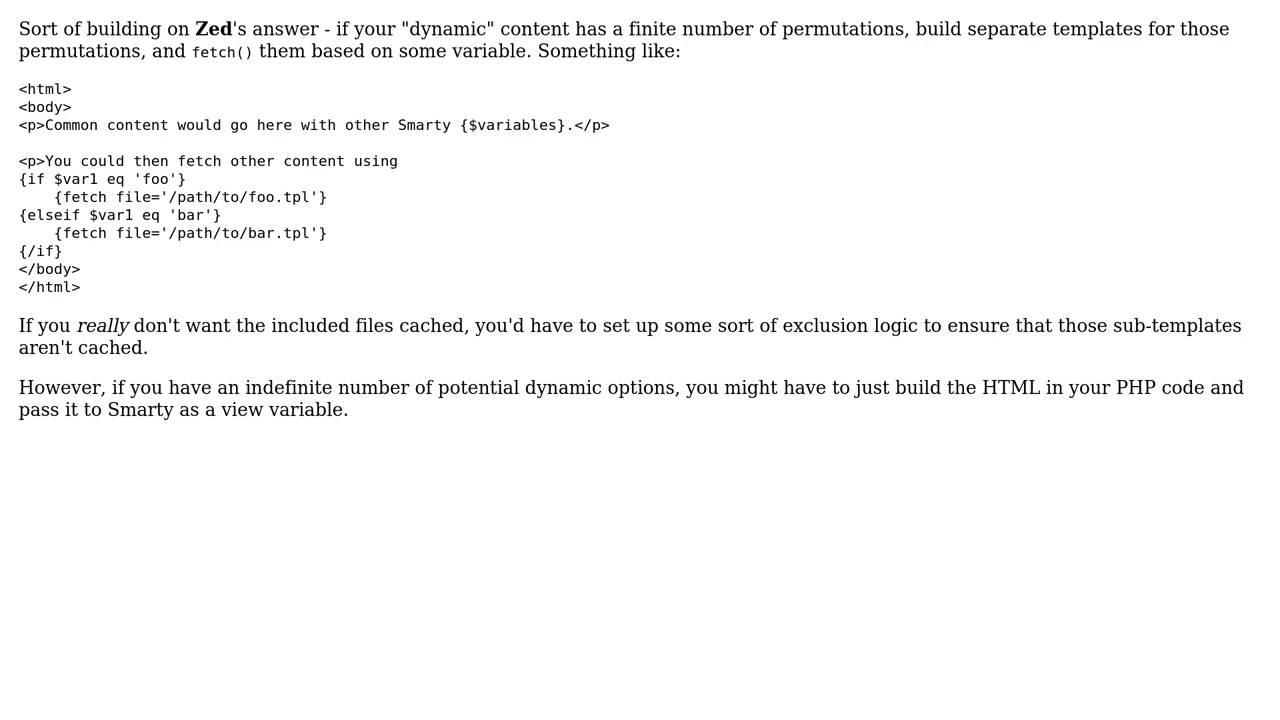 Sort of building on Zed's answer - if your "dynamic" content has a finite number of permutations, build separate templates for those
permutations, and fetch() them based on some variable. Something like:
<html>
<body>
<p>Common content would go here with other Smarty {$variables}.</p>
<p>You could then fetch other content using
{if $var1 eq 'foo'}
    {fetch file='/path/to/foo.tpl'}
{elseif $var1 eq 'bar'}
    {fetch file='/path/to/bar.tpl'}
{/if}
</body>
</html>
If you really don't want the included files cached, you'd have to set up some sort of exclusion logic to ensure that those sub-templates
aren't cached.
However, if you have an indefinite number of potential dynamic options, you might have to just build the HTML in your PHP code and
pass it to Smarty as a view variable.